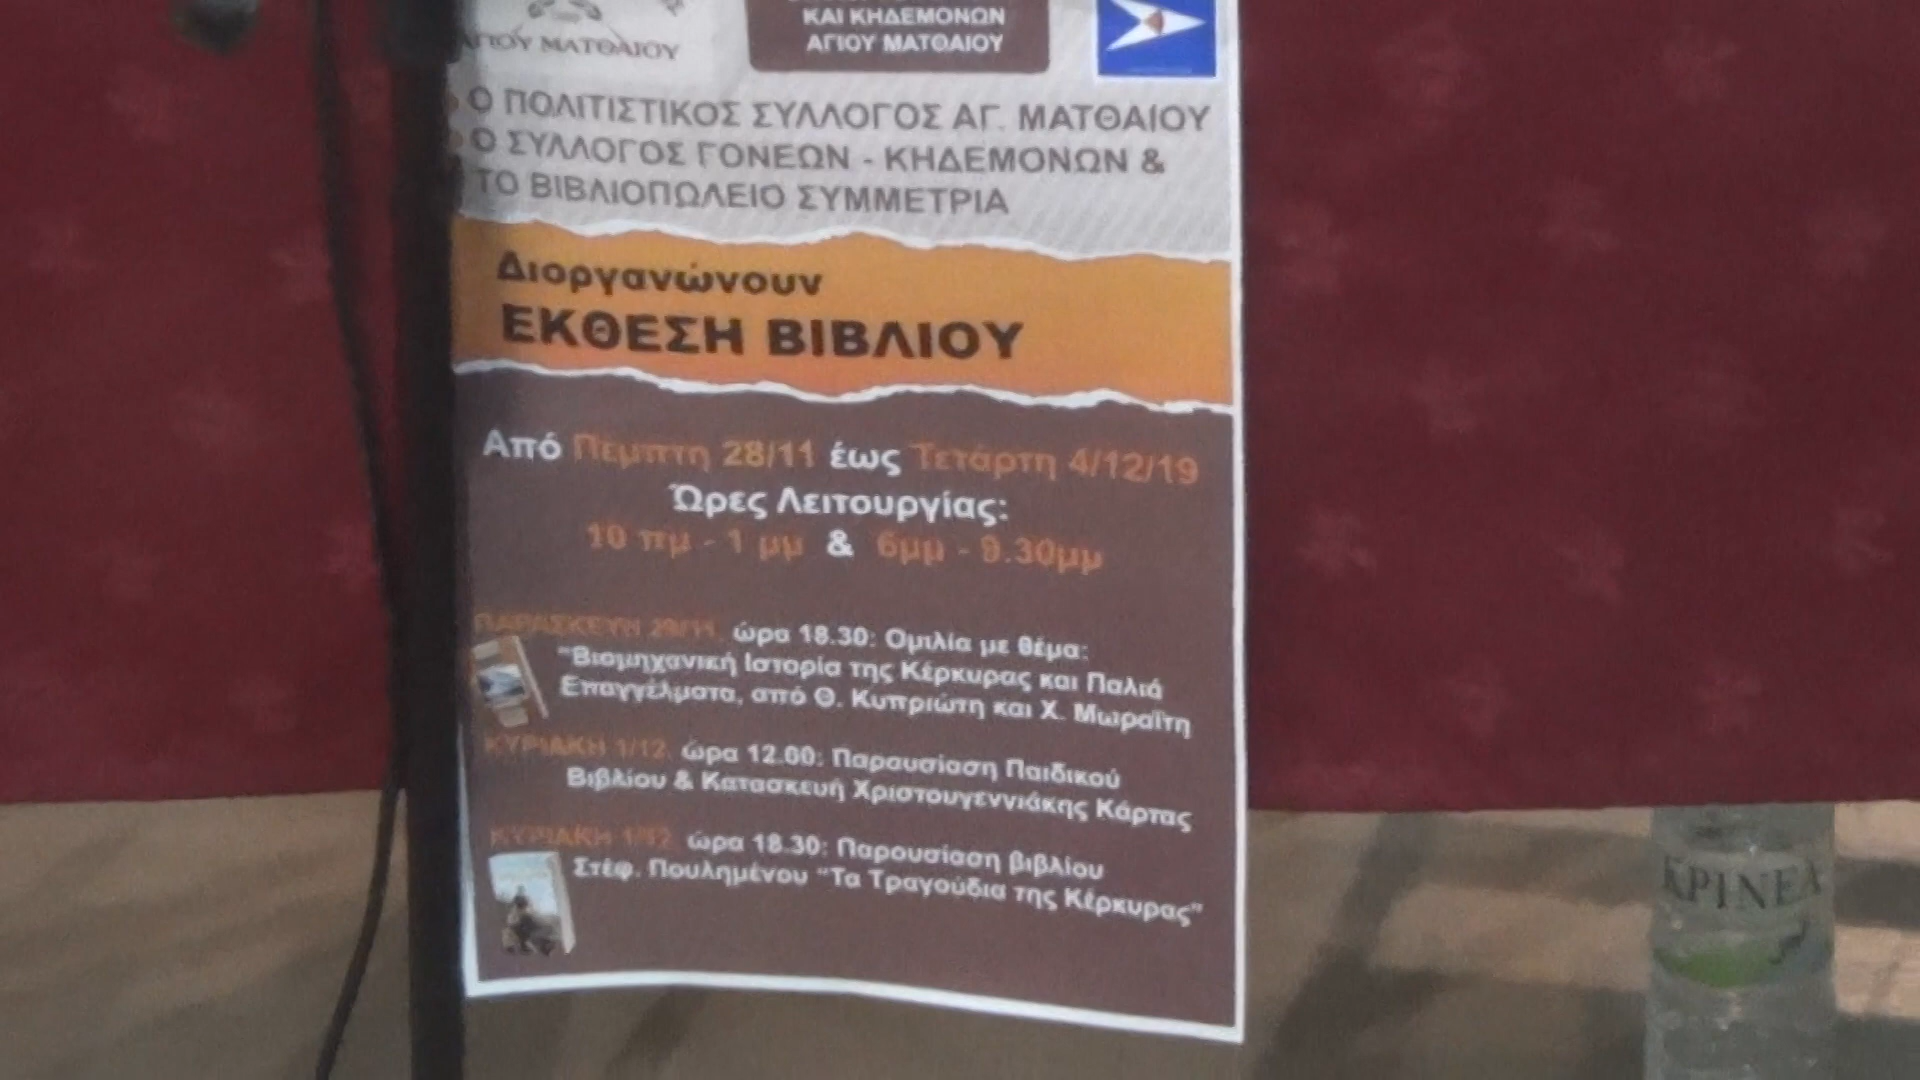 ΑΓΙΟΥ ΜΑΤΘΑΙΟΥ
ΚΑΙ ΚΗΔΕΜΟΝΩΝ
ΑΓΙΟΥ ΜΑΤΘΑΙΟΥ
Ο ΠΟΛΙΤΙΣΤΙΚΟΣ ΣΥΛΛΟΓΟΣ ΑΓ. ΜΑΤΘΑΙΟΥ
Ο ΣΥΛΛΟΓΟΣ ΓΟΝΕΩΝ - ΚΗΔΕΜΟΝΩΝ &
ΤΟ ΒΙΒΛΙΟΠΩΛΕΙΟ ΣΥΜΜΕΤΡΙΑ
Διοργανώνουν
ΕΚΘΕΣΗ ΒΙΒΛΙΟΥ
Από Πέμπτη 28/11 έως Τετάρτη 4/12/19
Ώρες Λειτουργίας:
10 πμ - 1 μμ & 6μμ - 9.30μμ
ΠΑΡΑΣΚΕΥΗ 29/11, ώρα 18.30: Ομιλία με θέμα:
"Βιομηχανική Ιστορία της Κέρκυρας και Παλιά
Επαγγέλματα, από Θ. Κυπριώτη και Χ. Μωραΐτη
ΚΥΡΙΑΚΗ 1/12, ώρα 12.00: Παρουσίαση Παιδικού
Βιβλίου & Κατασκευή Χριστουγεννιάκης Κάρτας
ΚΥΡΙΑΚΗ 1/12, ώρα 18.30: Παρουσίαση βιβλίου
Στέφ. Πουλημένου "Τα Τραγούδια της Κέρκυρας"
ΚΡΙΝΕΛ